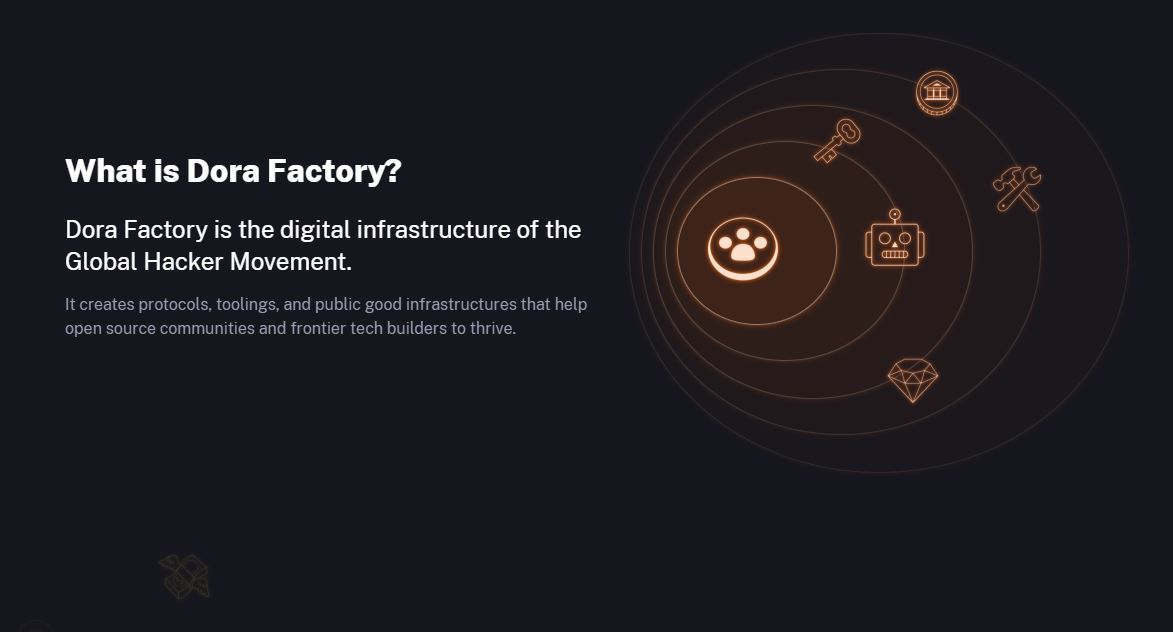 What is Dora Factory?
Dora Factory is the digital infrastructure of the
Global Hacker Movement.
It creates protocols, toolings, and public good infrastructures that help
open source communities and frontier tech builders to thrive.